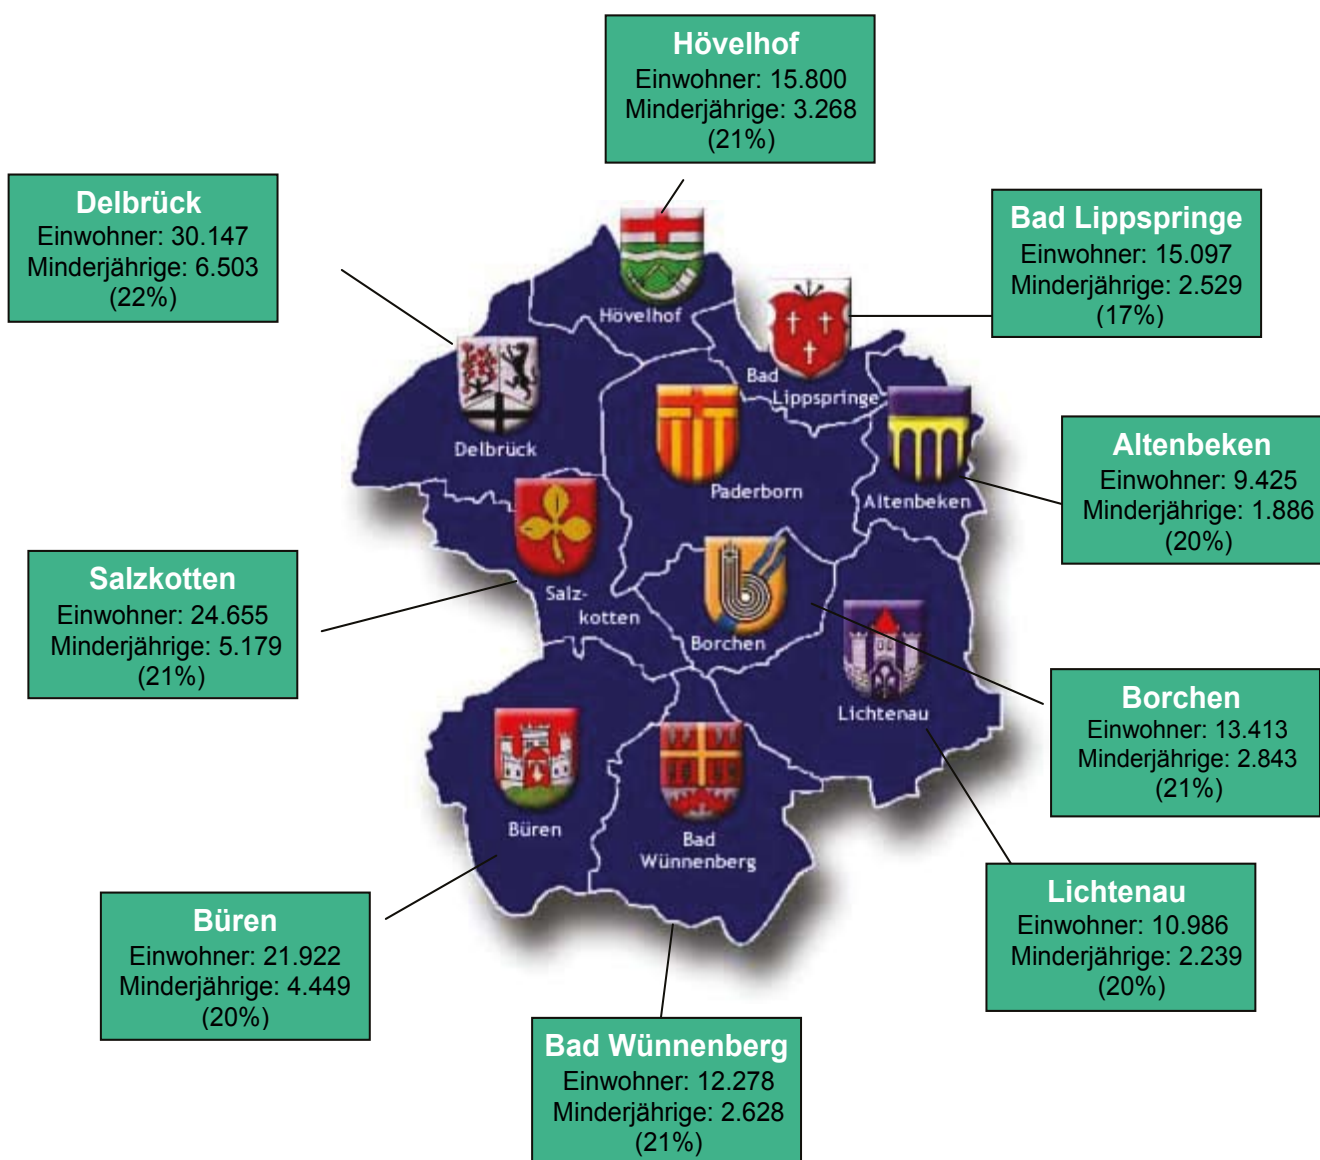 Hövelhof
Einwohner: 15.800
Minderjährige: 3.268
(21%)
Delbrück
Einwohner: 30.147
Minderjährige: 6.503
(22%)
Bad Lippspringe
Einwohner: 15.097
Minderjährige: 2.529
(17%)
Altenbeken
Einwohner: 9.425
Minderjährige: 1.886
(20%)
Salzkotten
Einwohner: 24.655
Minderjährige: 5.179
(21%)
Borchen
Einwohner: 13.413
Minderjährige: 2.843
(21%)
Büren
Einwohner: 21.922
Minderjährige: 4.449
(20%)
Lichtenau
Einwohner: 10.986
Minderjährige: 2.239
(20%)
Bad Wünnenberg
Einwohner: 12.278
Minderjährige: 2.628
(21%)
Hövelhof
Bad
Lippspringe
Delbrück
Paderborn
Altenbeken
Salz-
kotten
Borchen
Lichtenau
Büren
Bad
Wünnenberg